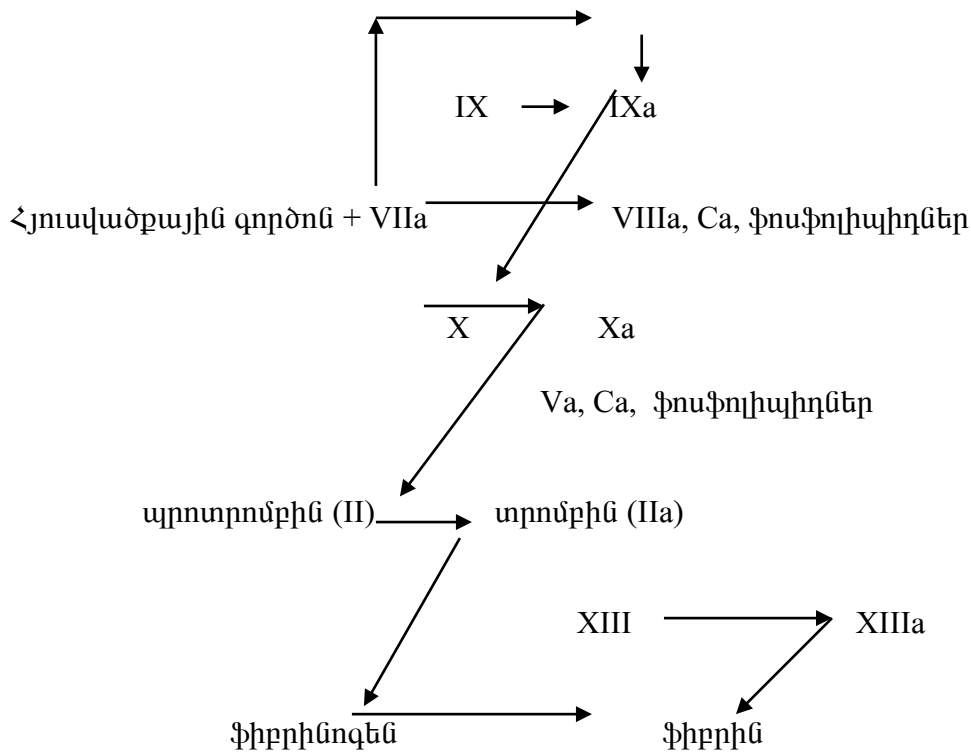 IX IXa
Հյուսվածքային գործոն + VIIa VIIIa, Ca, ֆոսֆոլիպիդներ
X Xa
Va, Ca, ֆոսֆոլիպիդներ
պրոտրոմբին (II) տրոմբին (IIa)
XIII XIIIa
ֆիբրինոգեն ֆիբրին